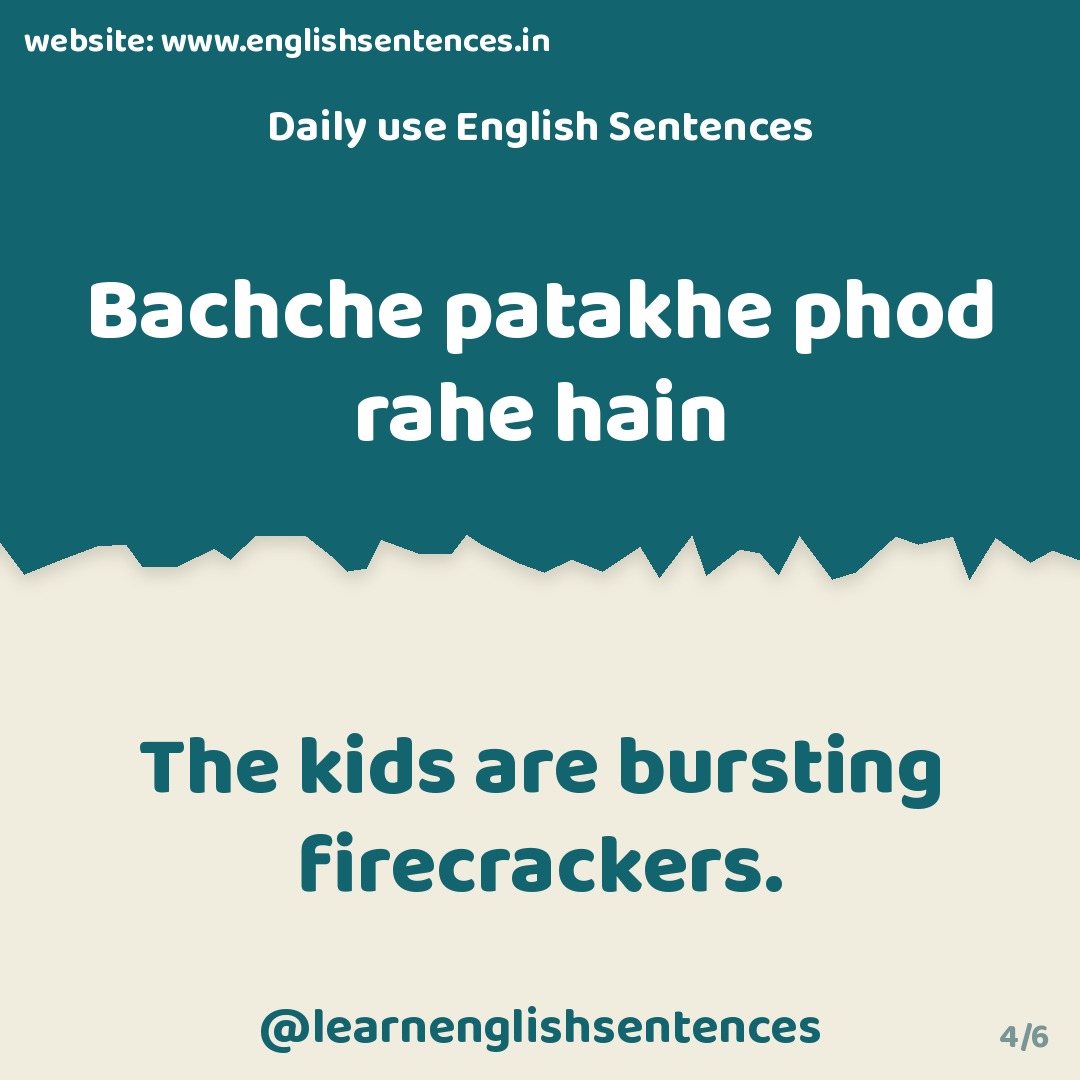 website: www.englishsentences.in
Daily use English Sentences
Bachche patakhe phod
rahe hain
The kids are bursting
firecrackers.
@learnenglishsentences
4/6